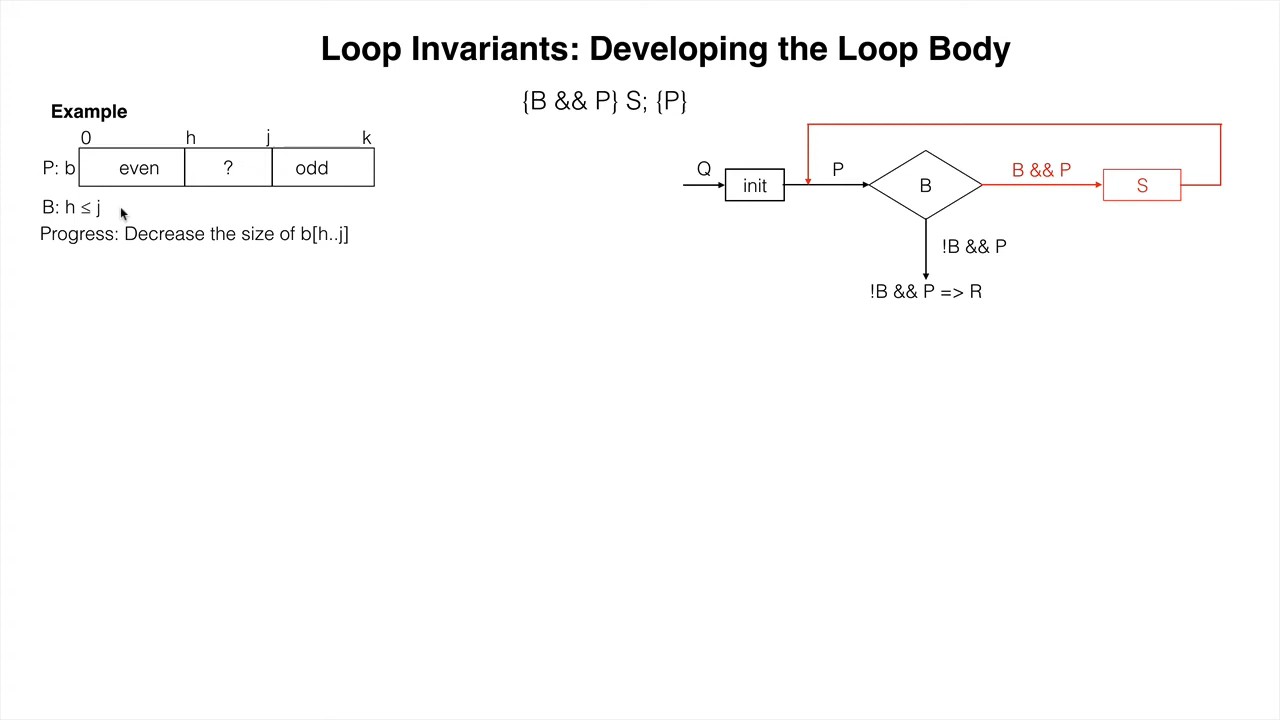 Loop Invariants: Developing the Loop Body
{B && P} S; {P}
Example
0 h j k
P: b even ? odd
B: h ≤ j
Progress: Decrease the size of b[h..j]
Q init P B B && P S
!B && P
!B && P => R